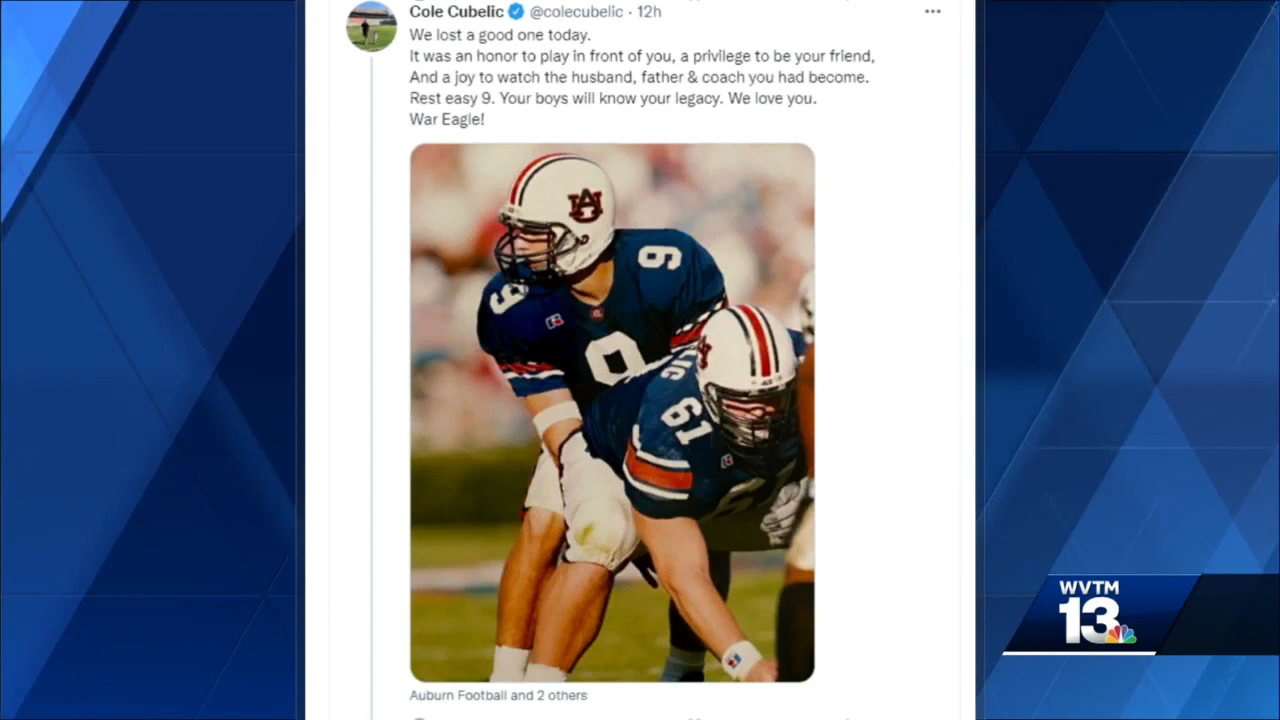 Cole Cubelic @colecubelic · 12h
We lost a good one today.
It was an honor to play in front of you, a privilege to be your friend,
And a joy to watch the husband, father & coach you had become.
Rest easy 9. Your boys will know your legacy. We love you.
War Eagle!
AU
9
9
9
61
Auburn Football and 2 others
WVTM
13